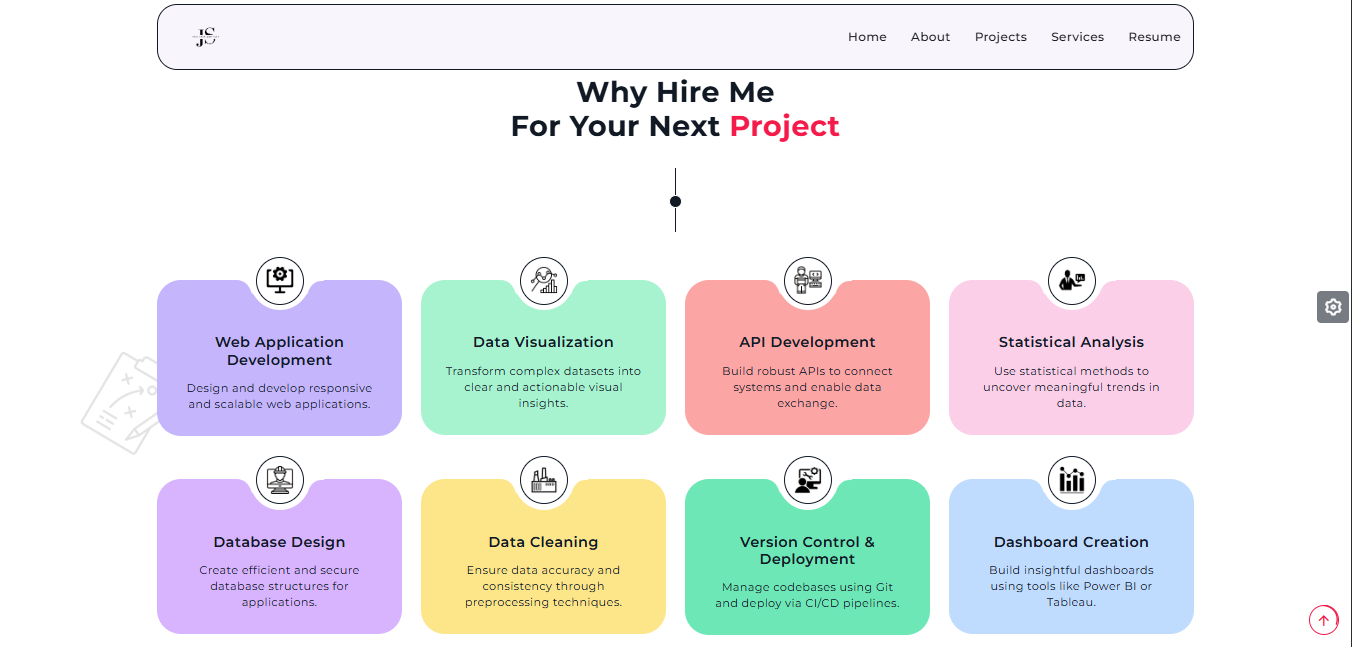 JS
Home About Projects Services Resume
Why Hire Me
For Your Next Project
Web Application
Development
Design and develop responsive
and scalable web applications.
Data Visualization
Transform complex datasets into
clear and actionable visual
insights.
API Development
Build robust APIs to connect
systems and enable data
exchange.
Statistical Analysis
Use statistical methods to
uncover meaningful trends in
data.
Database Design
Create efficient and secure
database structures for
applications.
Data Cleaning
Ensure data accuracy and
consistency through
preprocessing techniques.
Version Control &
Deployment
Manage codebases using Git
and deploy via CI/CD pipelines.
Dashboard Creation
Build insightful dashboards
using tools like Power BI or
Tableau.